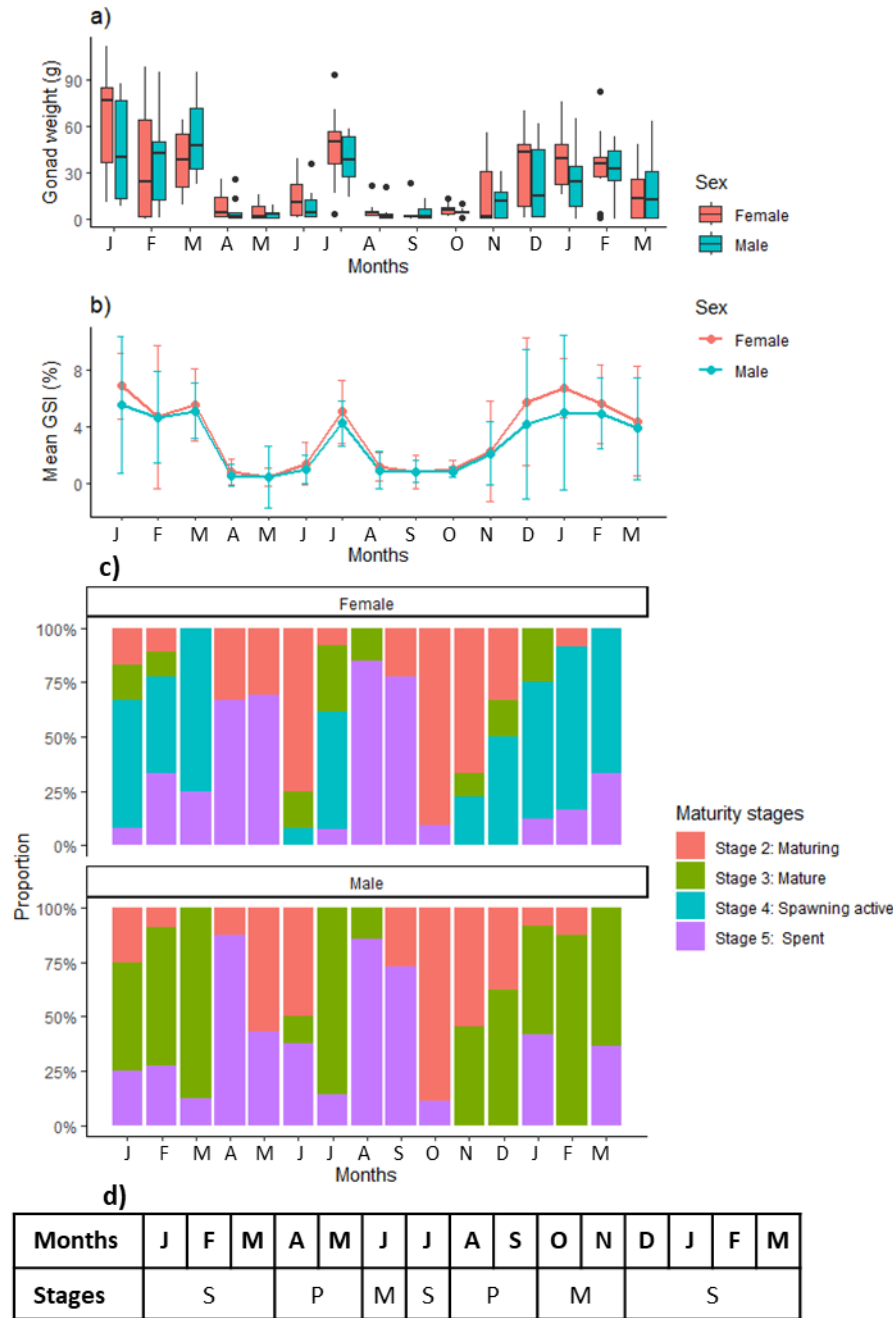 a)
Gonad weight (g)
90
60
30
0
J F M A M J J A S O N D J F M
Months
Sex
Female
Male
b)
Mean GSI (%)
8
4
0
J F M A M J J A S O N D J F M
Months
Sex
Female
Male
c)
Proportion
Female
100%
75%
50%
25%
0%
Male
100%
75%
50%
25%
0%
J F M A M J J A S O N D J F M
Months
Maturity stages
Stage 2: Maturing
Stage 3: Mature
Stage 4: Spawning active
Stage 5: Spent
d)
Months J F M A M J J A S O N D J F M
Stages S P M S P M S